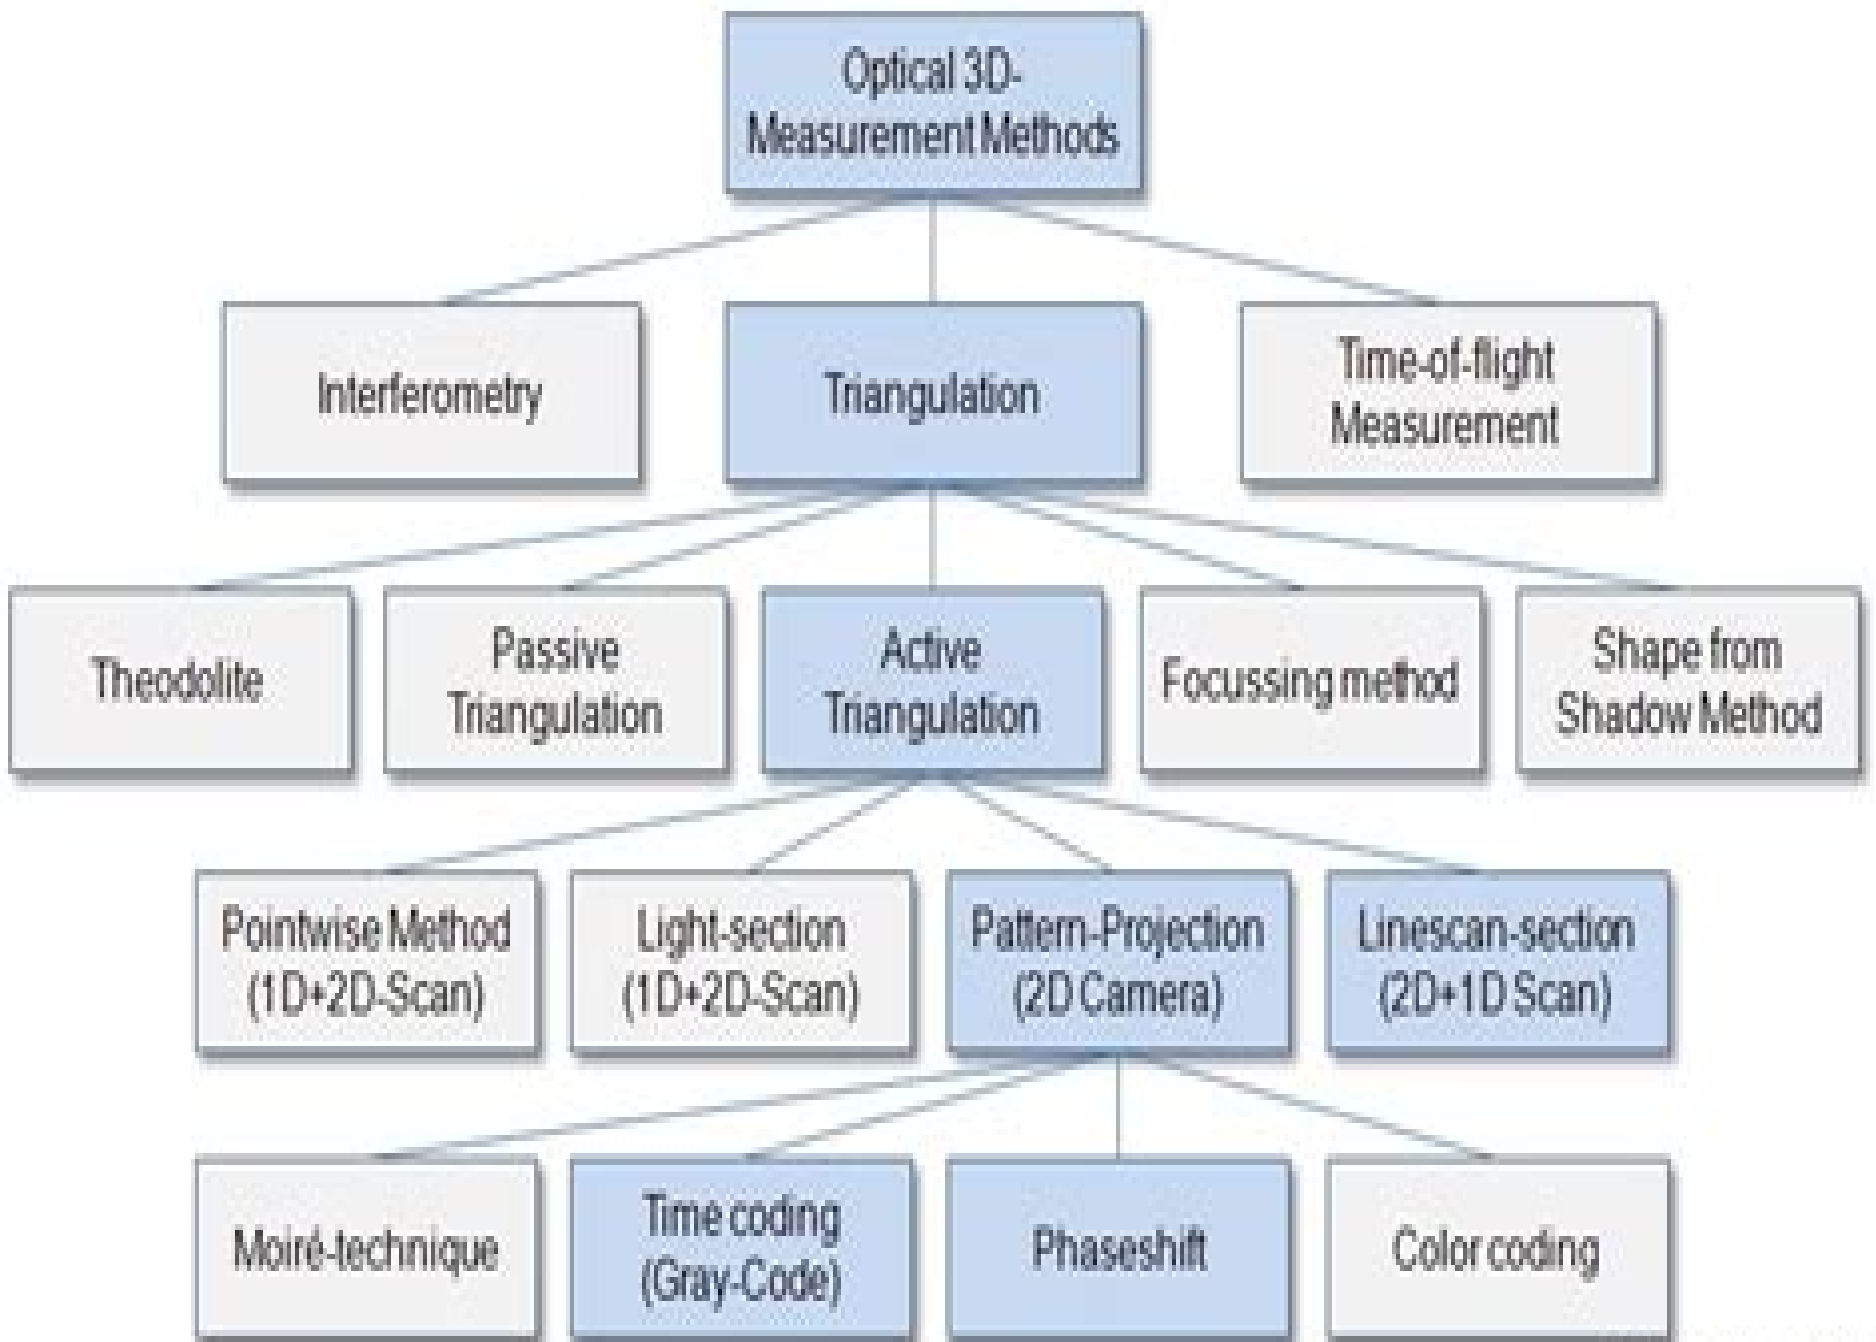 Optical 3D-
Measurement Methods
Interferometry
Triangulation
Time-of-flight
Measurement
Theodolite
Passive
Triangulation
Active
Triangulation
Focussing method
Shape from
Shadow Method
Pointwise Method
(1D+2D-Scan)
Light-section
(1D+2D-Scan)
Pattern-Projection
(2D Camera)
Linescan-section
(2D+1D Scan)
Moiré-technique
Time coding
(Gray-Code)
Phaseshift
Color coding